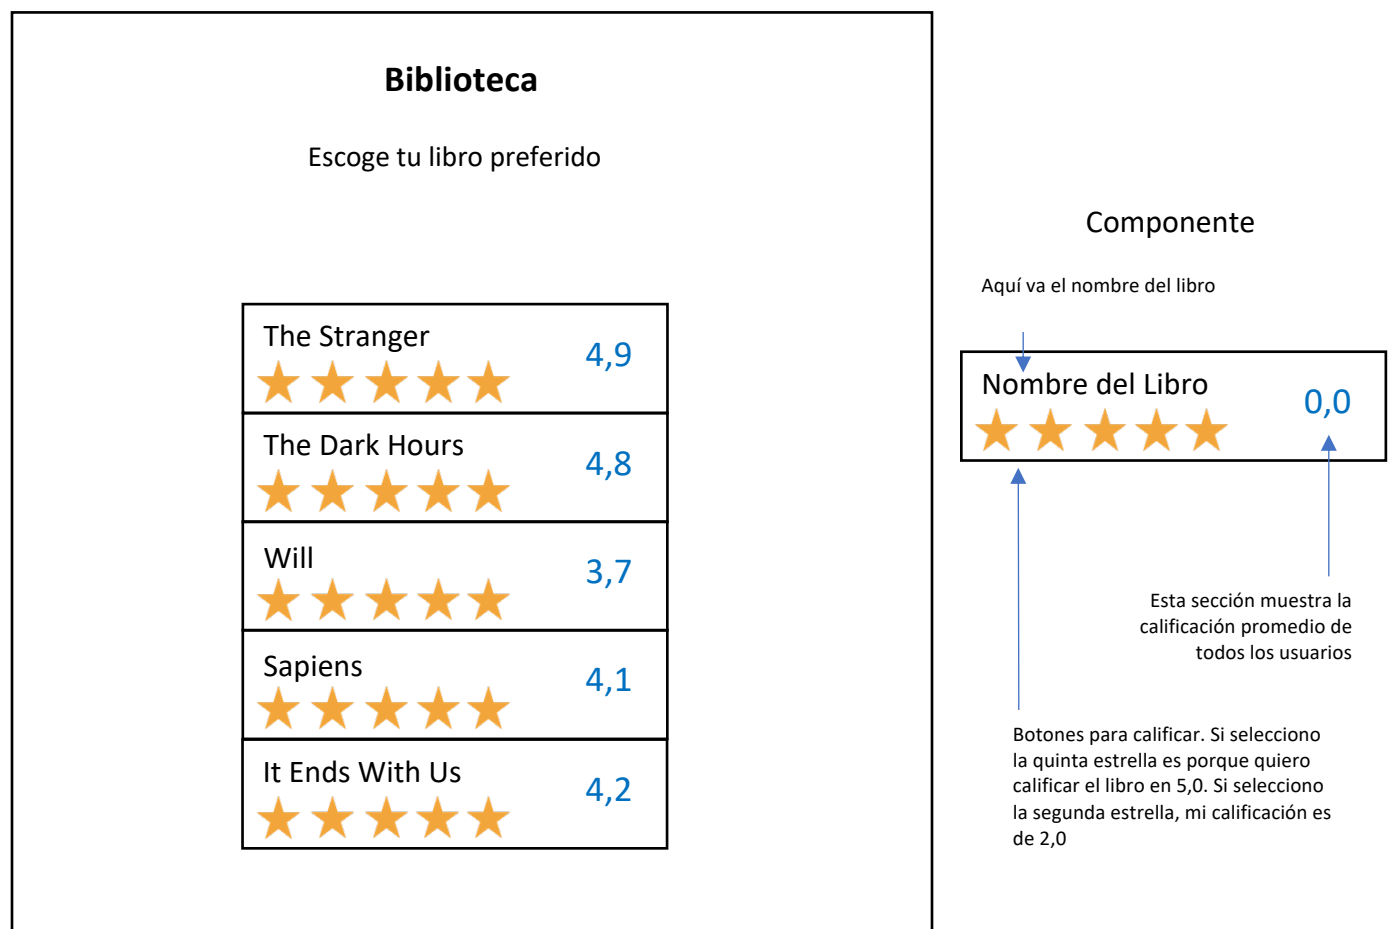 Biblioteca
Escoge tu libro preferido
The Stranger
4,9
The Dark Hours
4,8
Will
3,7
Sapiens
4,1
It Ends With Us
4,2
Componente
Aquí va el nombre del libro
Nombre del Libro
0,0
Esta sección muestra la
calificación promedio de
todos los usuarios
Botones para calificar. Si selecciono
la quinta estrella es porque quiero
calificar el libro en 5,0. Si selecciono
la segunda estrella, mi calificación es
de 2,0